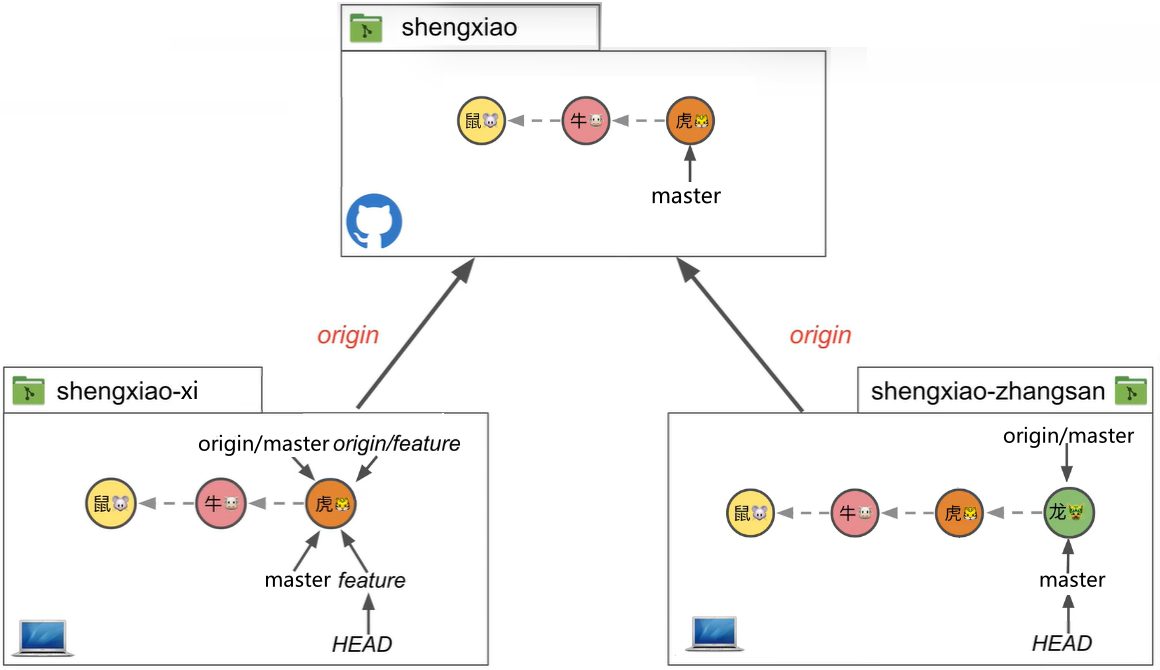 shengxiao
鼠 牛 虎
master
origin origin
shengxiao-xi
origin/master origin/feature
鼠 牛 虎
master feature
HEAD
shengxiao-zhangsan
origin/master
鼠 牛 虎 龙
master
HEAD